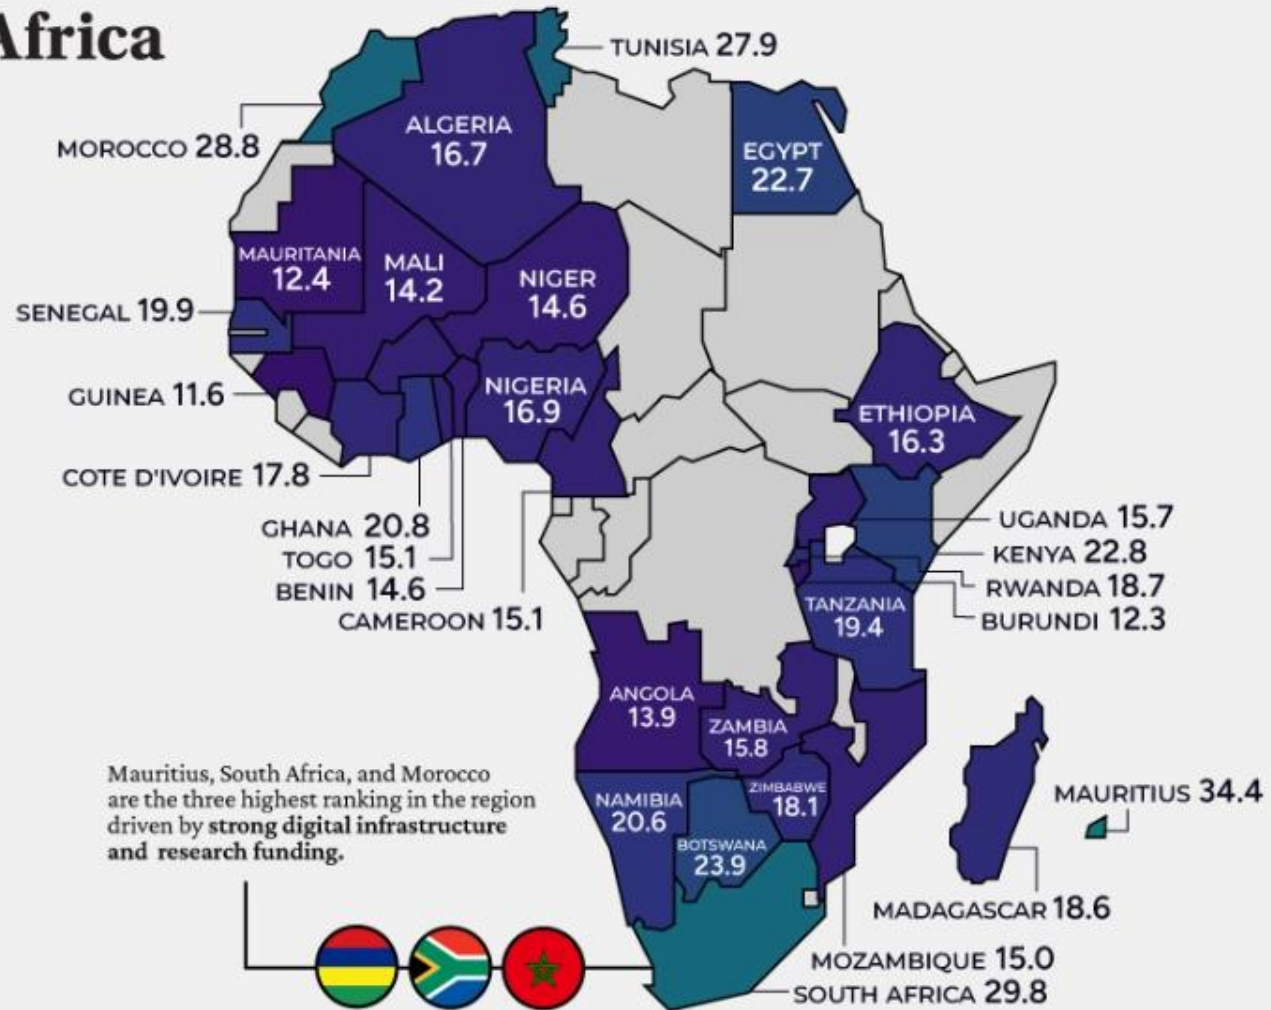 Africa
TUNISIA 27.9
MOROCCO 28.8
ALGERIA
16.7
EGYPT
22.7
MAURITANIA
12.4
MALI
14.2
NIGER
14.6
SENEGAL 19.9
GUINEA 11.6
NIGERIA
16.9
ETHIOPIA
16.3
COTE D'IVOIRE 17.8
GHANA 20.8
TOGO 15.1
BENIN 14.6
CAMEROON 15.1
UGANDA 15.7
KENYA 22.8
RWANDA 18.7
BURUNDI 12.3
TANZANIA
19.4
ANGOLA
13.9
ZAMBIA
15.8
Mauritius, South Africa, and Morocco
are the three highest ranking in the region
driven by strong digital infrastructure
and research funding.
NAMIBIA
20.6
ZIMBABWE
18.1
BOTSWANA
23.9
MAURITIUS 34.4
MADAGASCAR 18.6
MOZAMBIQUE 15.0
SOUTH AFRICA 29.8